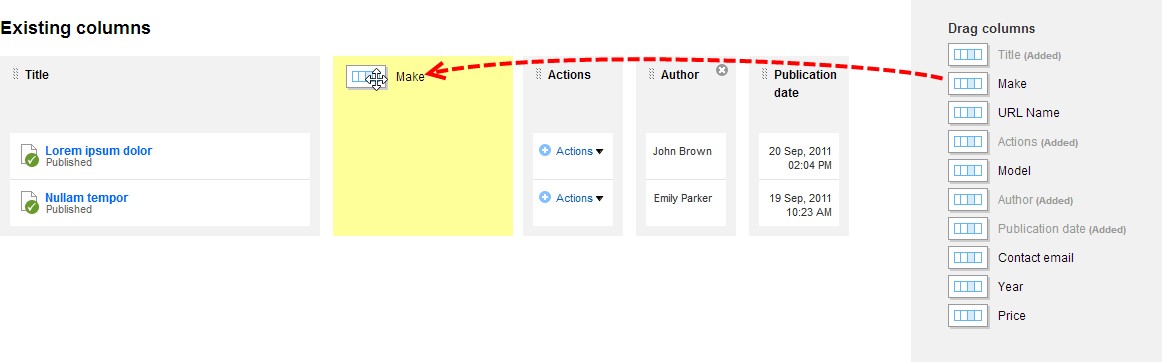 Existing columns
Title
Make
Actions
Author
Publication
date
Lorem ipsum dolor
Published
Actions
John Brown
20 Sep, 2011
02:04 PM
Nullam tempor
Published
Actions
Emily Parker
19 Sep, 2011
10:23 AM
Drag columns
Title (Added)
Make
URL Name
Actions (Added)
Model
Author (Added)
Publication date (Added)
Contact email
Year
Price